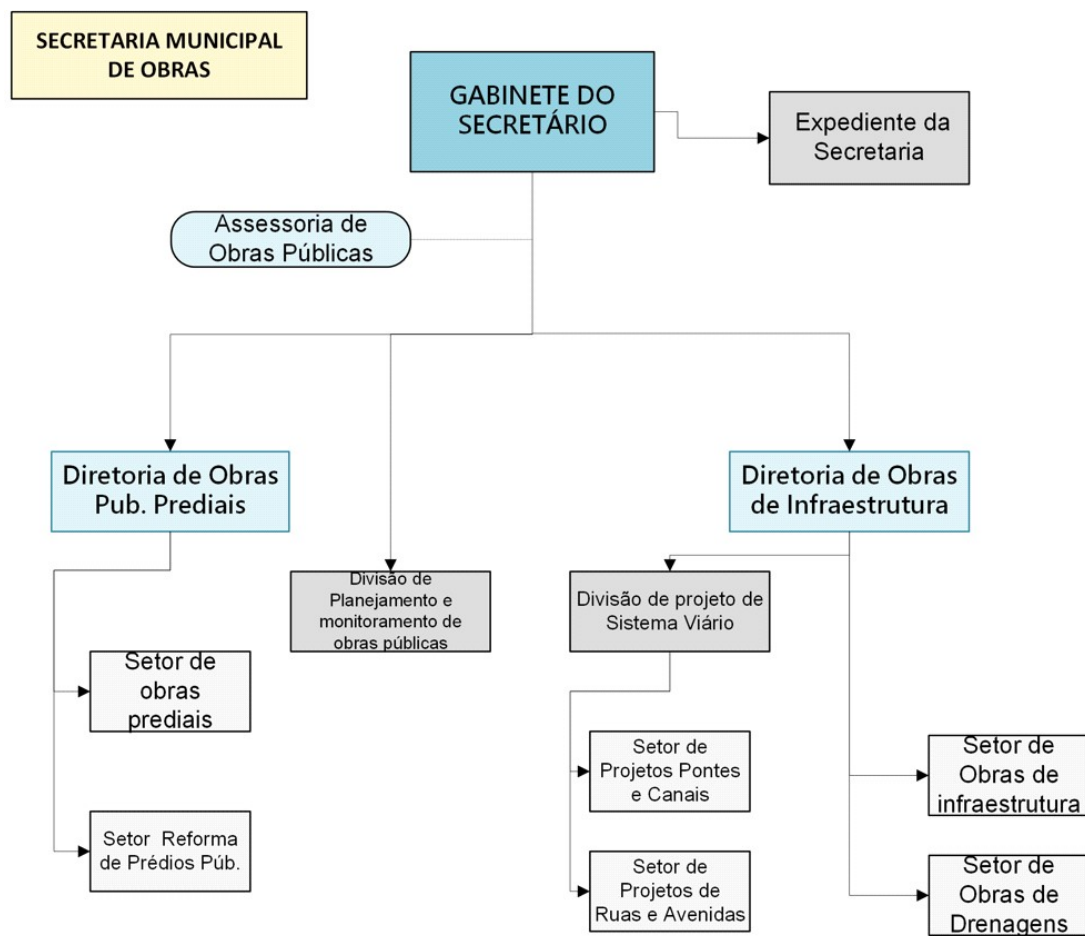 SECRETARIA MUNICIPAL
DE OBRAS
GABINETE DO
SECRETÁRIO
Expediente da
Secretaria
Assessoria de
Obras Públicas
Diretoria de Obras
Pub. Prediais
Diretoria de Obras
de Infraestrutura
Divisão de
Planejamento e
monitoramento de
obras públicas
Divisão de projeto de
Sistema Viário
Setor de
obras
prediais
Setor de
Projetos Pontes
e Canais
Setor de
Obras de
infraestrutura
Setor Reforma
de Prédios Púb.
Setor de
Projetos de
Ruas e Avenidas
Setor de
Obras de
Drenagens